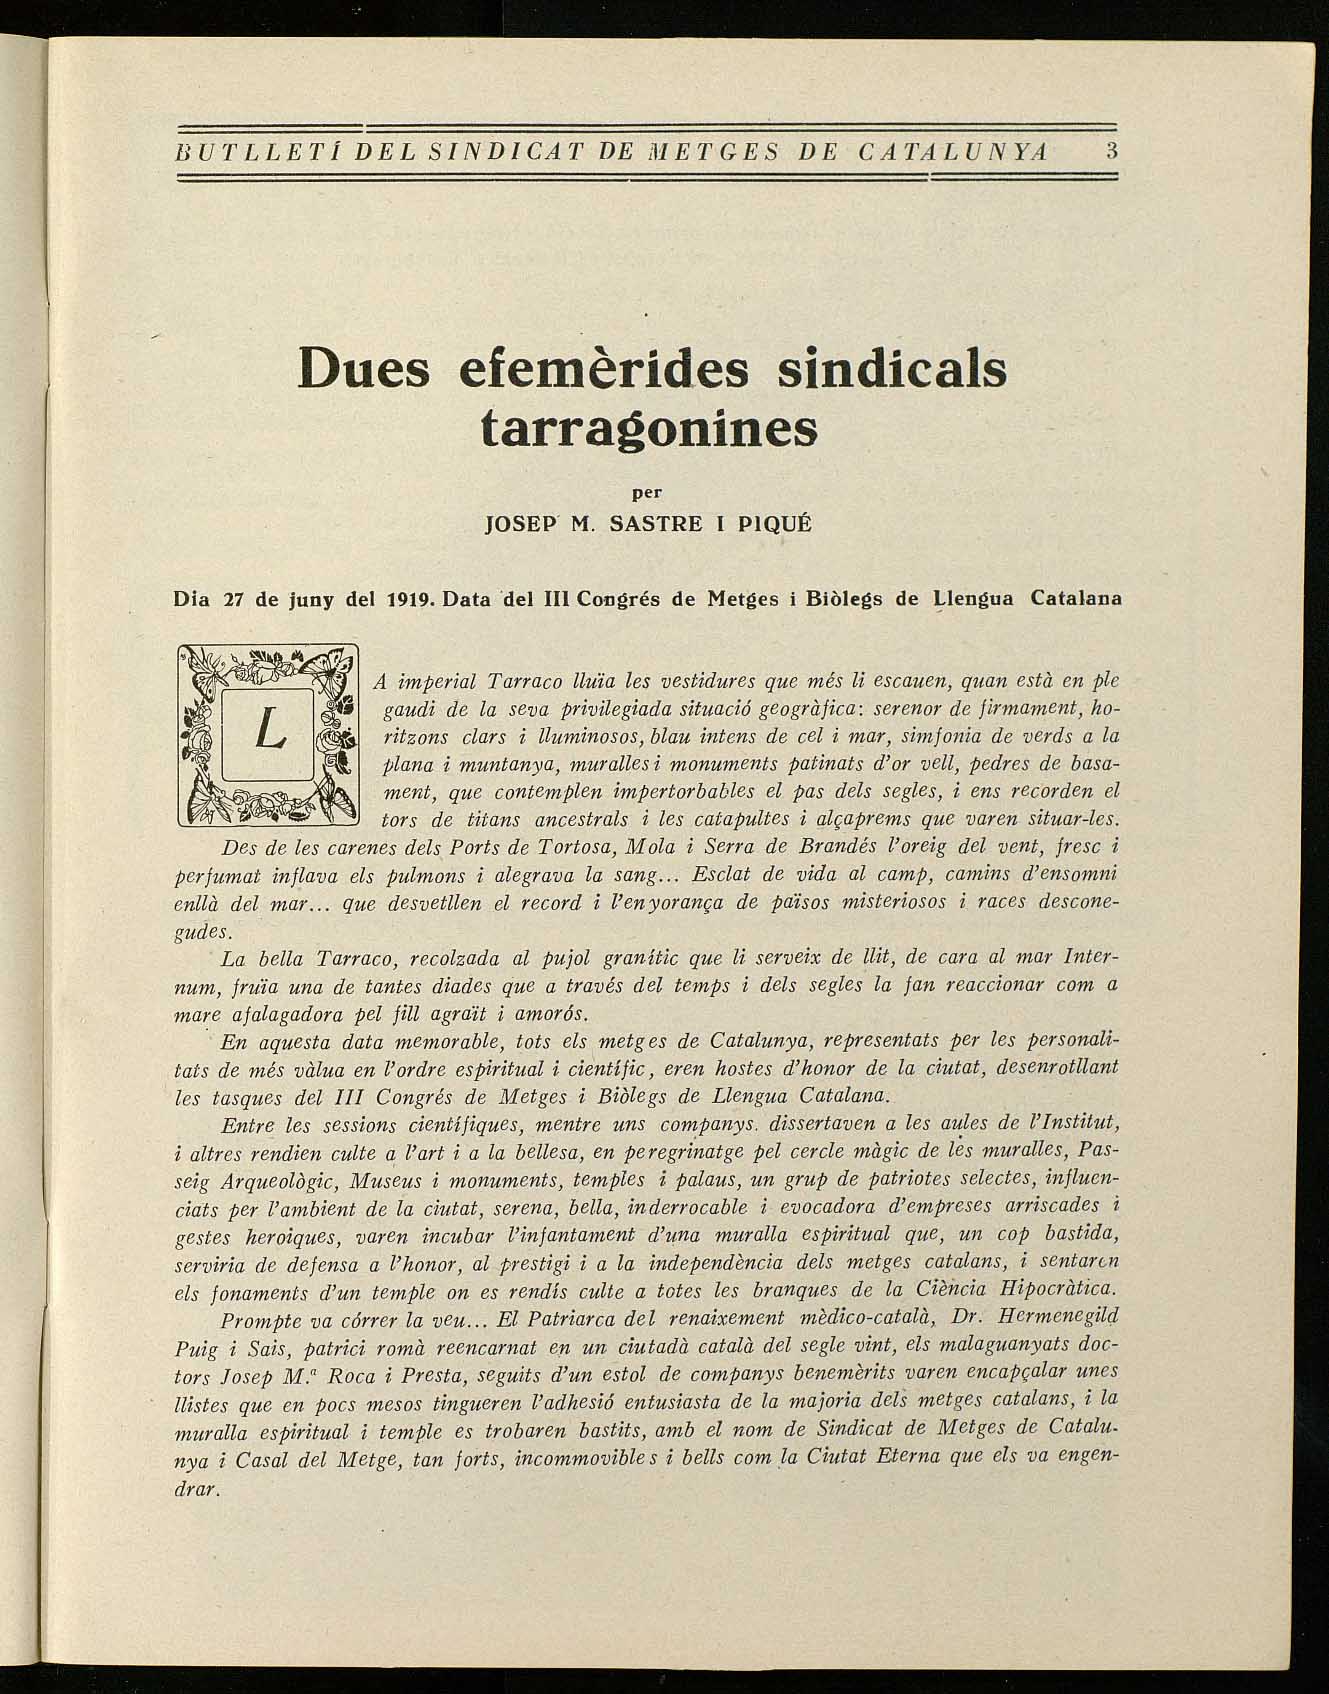 BUTLLETÍ DEL SINDICAT DE METGES DE CATALUNYA 3
Dues efemèrides sindicals
tarragonines
per
JOSEP M. SASTRE I PIQUÉ
Dia 27 de juny del 1919. Data del III Congrés de Metges i Biòlegs de Llengua Catalana
LA imperial Tarraco lluïa les vestidures que més li escauen, quan està en ple
gaudi de la seva privilegiada situació geogràfica: serenor de firmament, ho-
ritzons clars i lluminosos, blau intens de cel i mar, simfonia de verds a la
plana i muntanya, muralles i monuments patinats d'or vell, pedres de basa-
ment, que contemplen impertorbables el pas dels segles, i ens recorden el
tors de titans ancestrals i les catapultes i alçaprems que varen situar-les.
Des de les carenes dels Ports de Tortosa, Mola i Serra de Brandés l'oreig del vent, fresc i
perfumat inflava els pulmons i alegrava la sang... Esclat de vida al camp, camins d'ensomni
enllà del mar... que desvetllen el record i l'enyorança de països misteriosos i races descone-
gudes.
La bella Tarraco, recolzada al pujol granític que li serveix de llit, de cara al mar Inter-
num, fruïa una de tantes diades que a través del temps i dels segles la fan reaccionar com a
mare afalagadora pel fill agraït i amorós.
En aquesta data memorable, tots els metges de Catalunya, representats per les personali-
tats de més vàlua en l'ordre espiritual i científic, eren hostes d'honor de la ciutat, desenrotllant
les tasques del III Congrés de Metges i Biòlegs de Llengua Catalana.
Entre les sessions científiques, mentre uns companys. dissertaven a les aules de l'Institut,
i altres rendien culte a l'art i a la bellesa, en peregrinatge pel cercle màgic de les muralles, Pas-
seig Arqueològic, Museus i monuments, temples i palaus, un grup de patriotes selectes, influen-
ciats per l'ambient de la ciutat, serena, bella, inderrocable i evocadora d'empreses arriscades i
gestes heroiques, varen incubar l'infantament d'una muralla espiritual que, un cop bastida,
serviria de defensa a l'honor, al prestigi i a la independència dels metges catalans, i sentaren
els fonaments d'un temple on es rendís culte a totes les branques de la Ciència Hipocràtica.
Prompte va córrer la veu... El Patriarca del renaixement mèdico-català, Dr. Hermenegild
Puig i Sais, patrici romà reencarnat en un ciutadà català del segle vint, els malaguanyats doc-
tors Josep M.ª Roca i Presta, seguits d'un estol de companys benemèrits varen encapçalar unes
llistes que en pocs mesos tingueren l'adhesió entusiasta de la majoria dels metges catalans, i la
muralla espiritual i temple es trobaren bastits, amb el nom de Sindicat de Metges de Catalu-
nya i Casal del Metge, tan forts, incommovibles i bells com la Ciutat Eterna que els va engen-
drar.